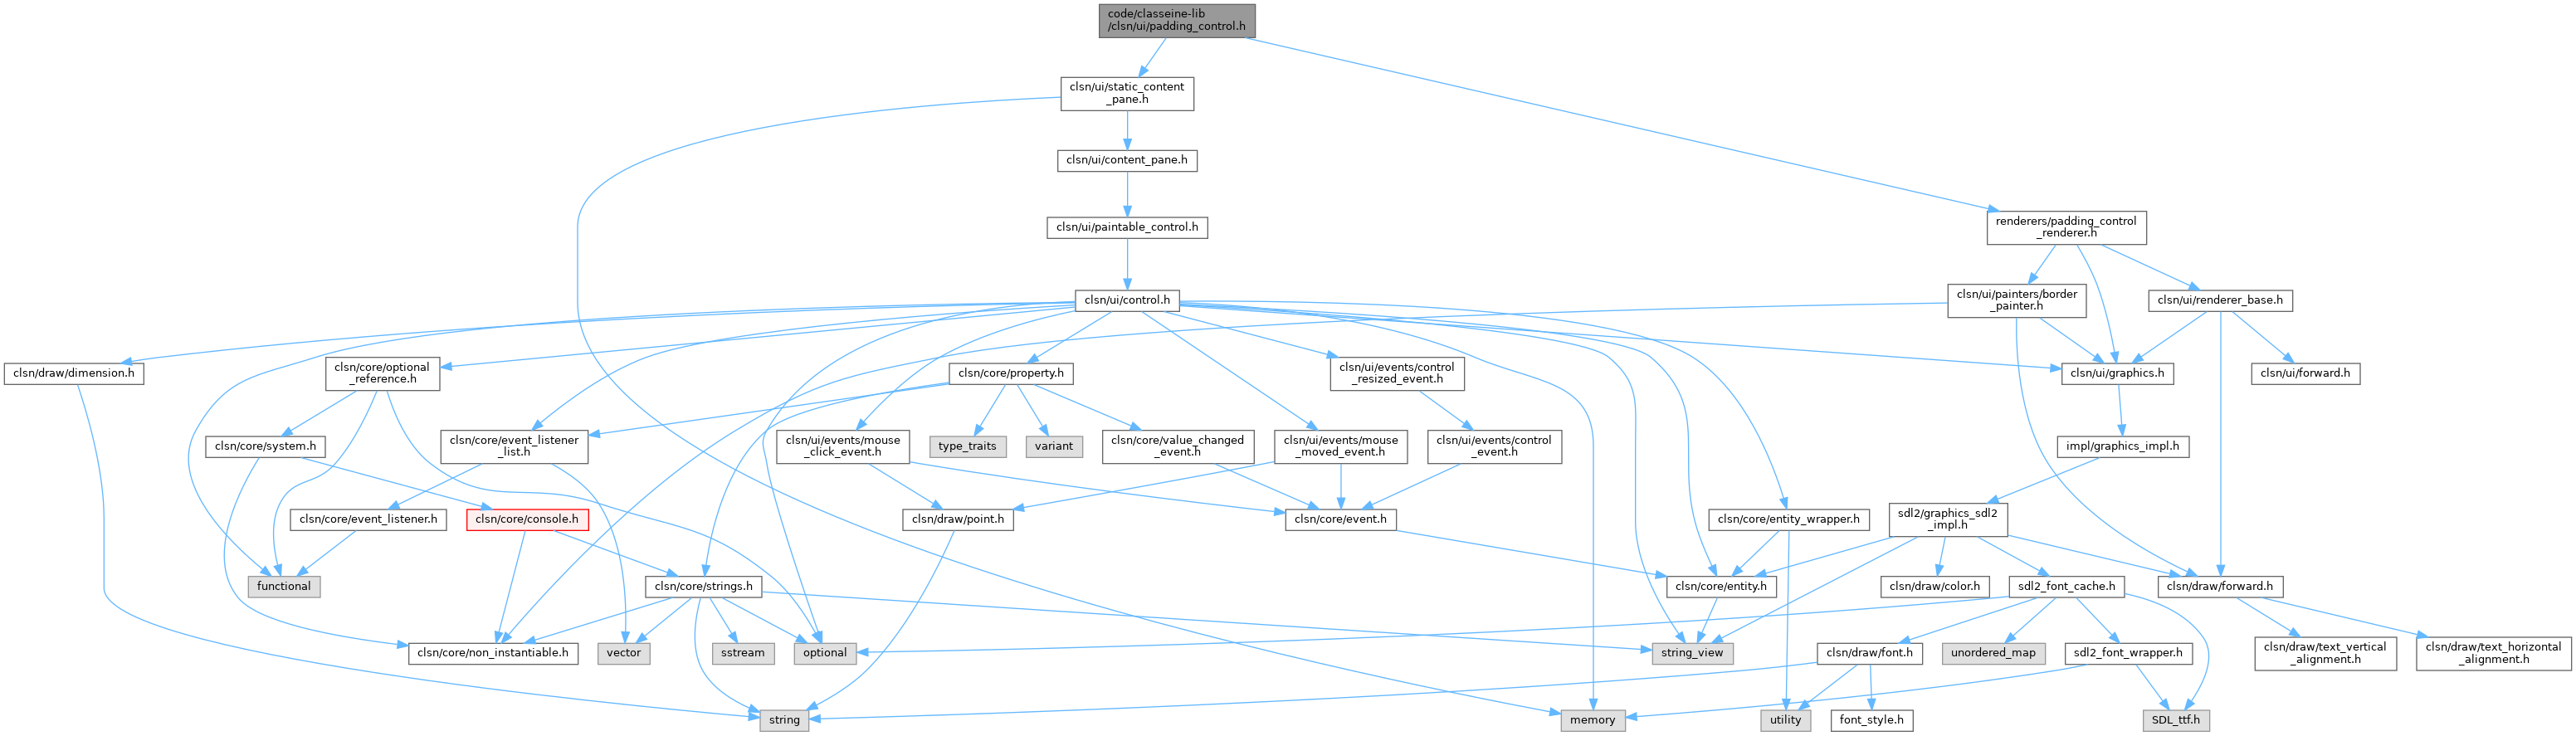 code/classeine-lib
/clsn/ui/padding_control.h
clsn/ui/static_content
_pane.h
clsn/ui/content_pane.h
clsn/ui/paintable_control.h
renderers/padding_control
_renderer.h
clsn/ui/control.h
clsn/ui/painters/border
_painter.h
clsn/ui/renderer_base.h
clsn/draw/dimension.h
clsn/core/optional
_reference.h
clsn/core/property.h
clsn/ui/events/control
_resized_event.h
clsn/ui/graphics.h
clsn/ui/forward.h
clsn/core/system.h
clsn/core/event_listener
_list.h
clsn/ui/events/mouse
_click_event.h
type_traits
variant
clsn/core/value_changed
_event.h
clsn/ui/events/mouse
_moved_event.h
clsn/ui/events/control
_event.h
impl/graphics_impl.h
clsn/core/event_listener.h
clsn/core/console.h
clsn/draw/point.h
clsn/core/event.h
clsn/core/entity_wrapper.h
sdl2/graphics_sdl2
_impl.h
functional
clsn/core/strings.h
clsn/core/entity.h
clsn/draw/color.h
sdl2_font_cache.h
clsn/draw/forward.h
clsn/core/non_instantiable.h
vector
sstream
optional
string_view
clsn/draw/font.h
unordered_map
sdl2_font_wrapper.h
clsn/draw/text_vertical
_alignment.h
clsn/draw/text_horizontal
_alignment.h
string
memory
utility
font_style.h
SDL_ttf.h